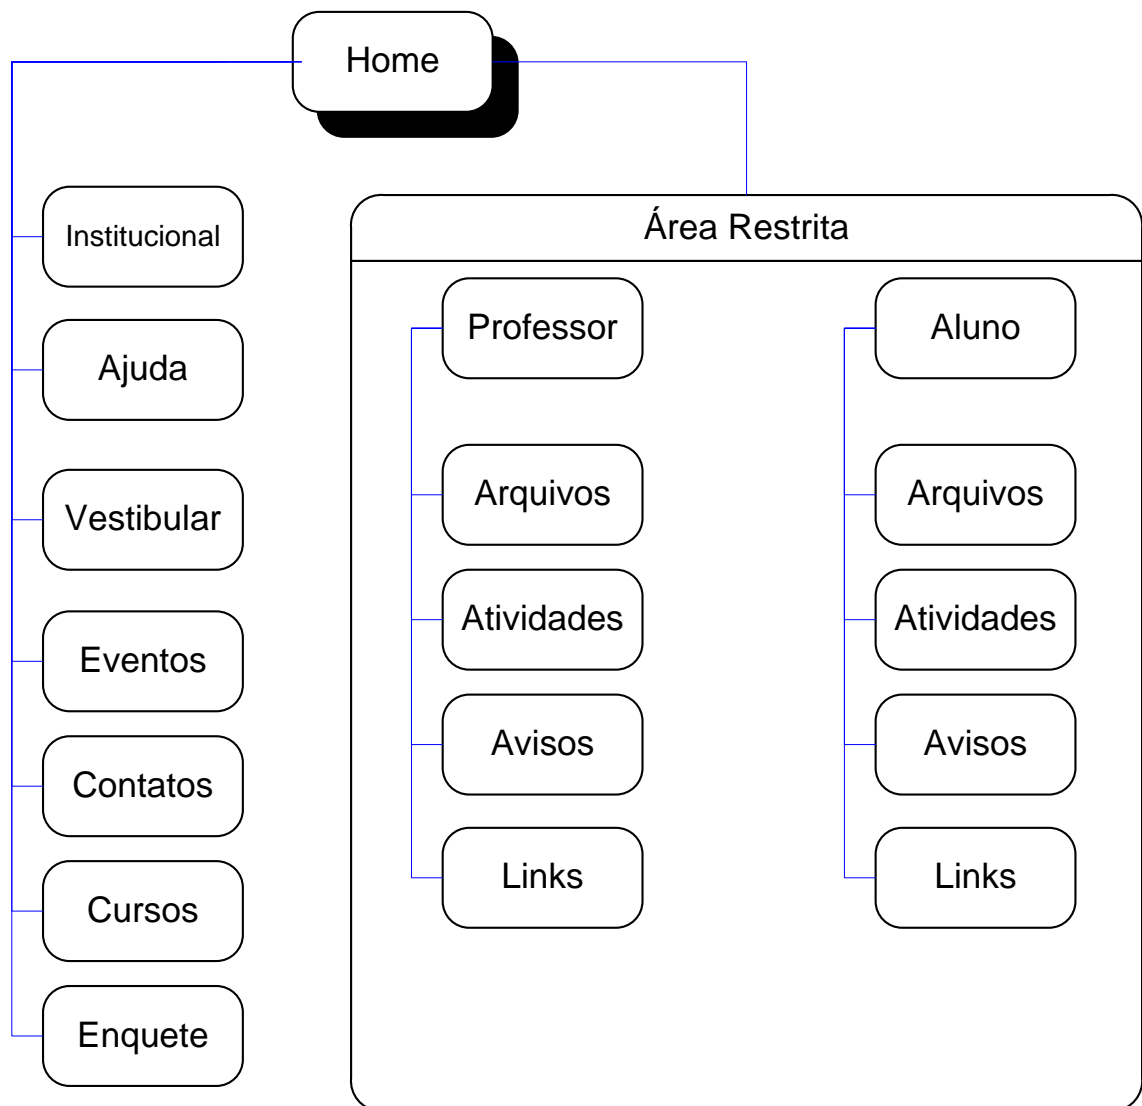 Home
Institucional
Ajuda
Vestibular
Eventos
Contatos
Cursos
Enquete
Área Restrita
Professor
Arquivos
Atividades
Avisos
Links
Aluno
Arquivos
Atividades
Avisos
Links